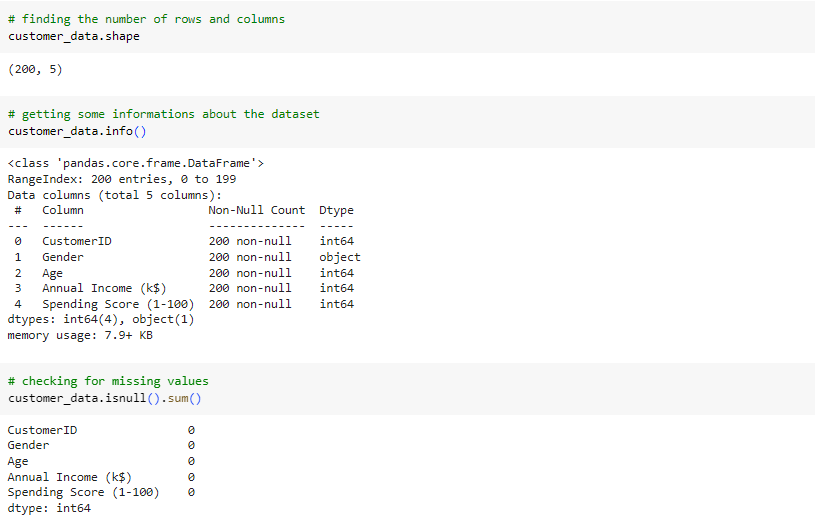 # finding the number of rows and columns
customer_data.shape
(200, 5)
# getting some informations about the dataset
customer_data.info()
<class 'pandas.core.frame.DataFrame'>
RangeIndex: 200 entries, 0 to 199
Data columns (total 5 columns):
 #   Column                  Non-Null Count  Dtype
---  ------                  --------------  -----
 0   CustomerID              200 non-null    int64
 1   Gender                  200 non-null    object
 2   Age                     200 non-null    int64
 3   Annual Income (k$)      200 non-null    int64
 4   Spending Score (1-100)  200 non-null    int64
dtypes: int64(4), object(1)
memory usage: 7.9+ KB
# checking for missing values
customer_data.isnull().sum()
CustomerID                0
Gender                    0
Age                       0
Annual Income (k$)        0
Spending Score (1-100)    0
dtype: int64